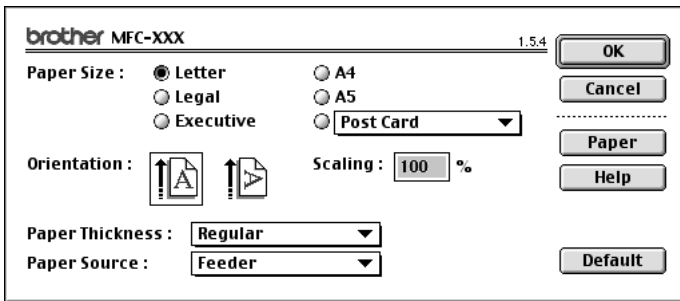 brother MFC-XXX 1.5.4
OK
Paper Size : Letter A4
Cancel
Legal A5
Executive Post Card
Paper
Orientation : A A Scaling : 100 %
Help
Paper Thickness : Regular
Paper Source : Feeder
Default